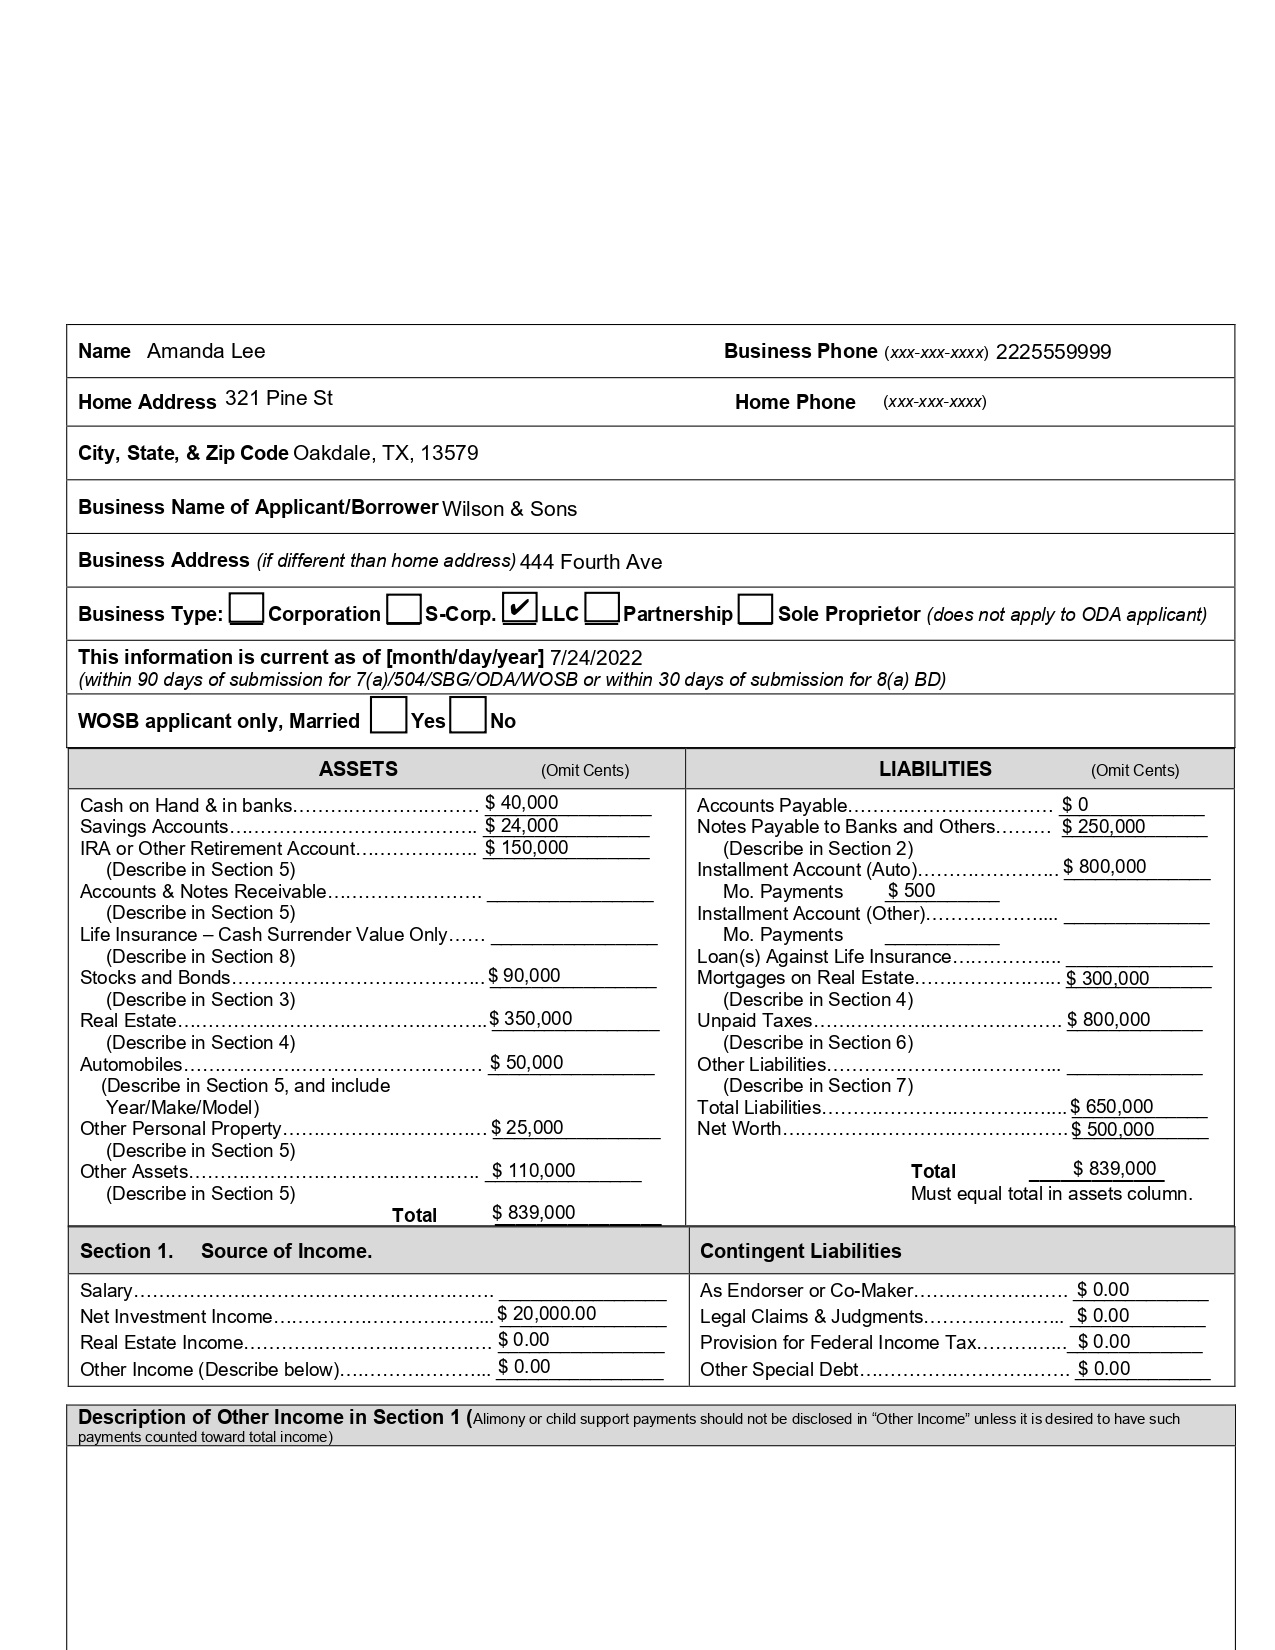 Name Amanda Lee Business Phone (xxx-xxx-xxxx) 2225559999
Home Address 321 Pine St Home Phone (xxx-xxx-xxxx)
City, State, & Zip Code Oakdale, TX, 13579
Business Name of Applicant/Borrower Wilson & Sons
Business Address (if different than home address) 444 Fourth Ave
Business Type: Corporation S-Corp. ✔ LLC Partnership Sole Proprietor (does not apply to ODA applicant)
This information is current as of [month/day/year] 7/24/2022
(within 90 days of submission for 7(a)/504/SBG/ODA/WOSB or within 30 days of submission for 8(a) BD)
WOSB applicant only, Married Yes No
ASSETS (Omit Cents)
Cash on Hand & in banks………………………… $ 40,000
Savings Accounts………………………………….. $ 24,000
IRA or Other Retirement Account……………….. $ 150,000
(Describe in Section 5)
Accounts & Notes Receivable……………………
(Describe in Section 5)
Life Insurance – Cash Surrender Value Only……
(Describe in Section 8)
Stocks and Bonds………………………………….. $ 90,000
(Describe in Section 3)
Real Estate………………………………………….. $ 350,000
(Describe in Section 4)
Automobiles………………………………………… $ 50,000
(Describe in Section 5, and include
Year/Make/Model)
Other Personal Property…………………………… $ 25,000
(Describe in Section 5)
Other Assets……………………………………….. $ 110,000
(Describe in Section 5)
Total $ 839,000
LIABILITIES (Omit Cents)
Accounts Payable…………………………… $ 0
Notes Payable to Banks and Others……… $ 250,000
(Describe in Section 2)
Installment Account (Auto)………………….. $ 800,000
Mo. Payments $ 500
Installment Account (Other)………………....
Mo. Payments
Loan(s) Against Life Insurance……………...
Mortgages on Real Estate………………….. $ 300,000
(Describe in Section 4)
Unpaid Taxes………………………………… $ 800,000
(Describe in Section 6)
Other Liabilities………………………………..
(Describe in Section 7)
Total Liabilities………………………………... $ 650,000
Net Worth……………………………………… $ 500,000
Total $ 839,000
Must equal total in assets column.
Section 1. Source of Income.
Salary…………………………………………………
Net Investment Income…………………………….. $ 20,000.00
Real Estate Income…………………………………. $ 0.00
Other Income (Describe below)…………………... $ 0.00
Contingent Liabilities
As Endorser or Co-Maker……………………. $ 0.00
Legal Claims & Judgments………………….. $ 0.00
Provision for Federal Income Tax………….. $ 0.00
Other Special Debt…………………………… $ 0.00
Description of Other Income in Section 1 (Alimony or child support payments should not be disclosed in “Other Income” unless it is desired to have such
payments counted toward total income)